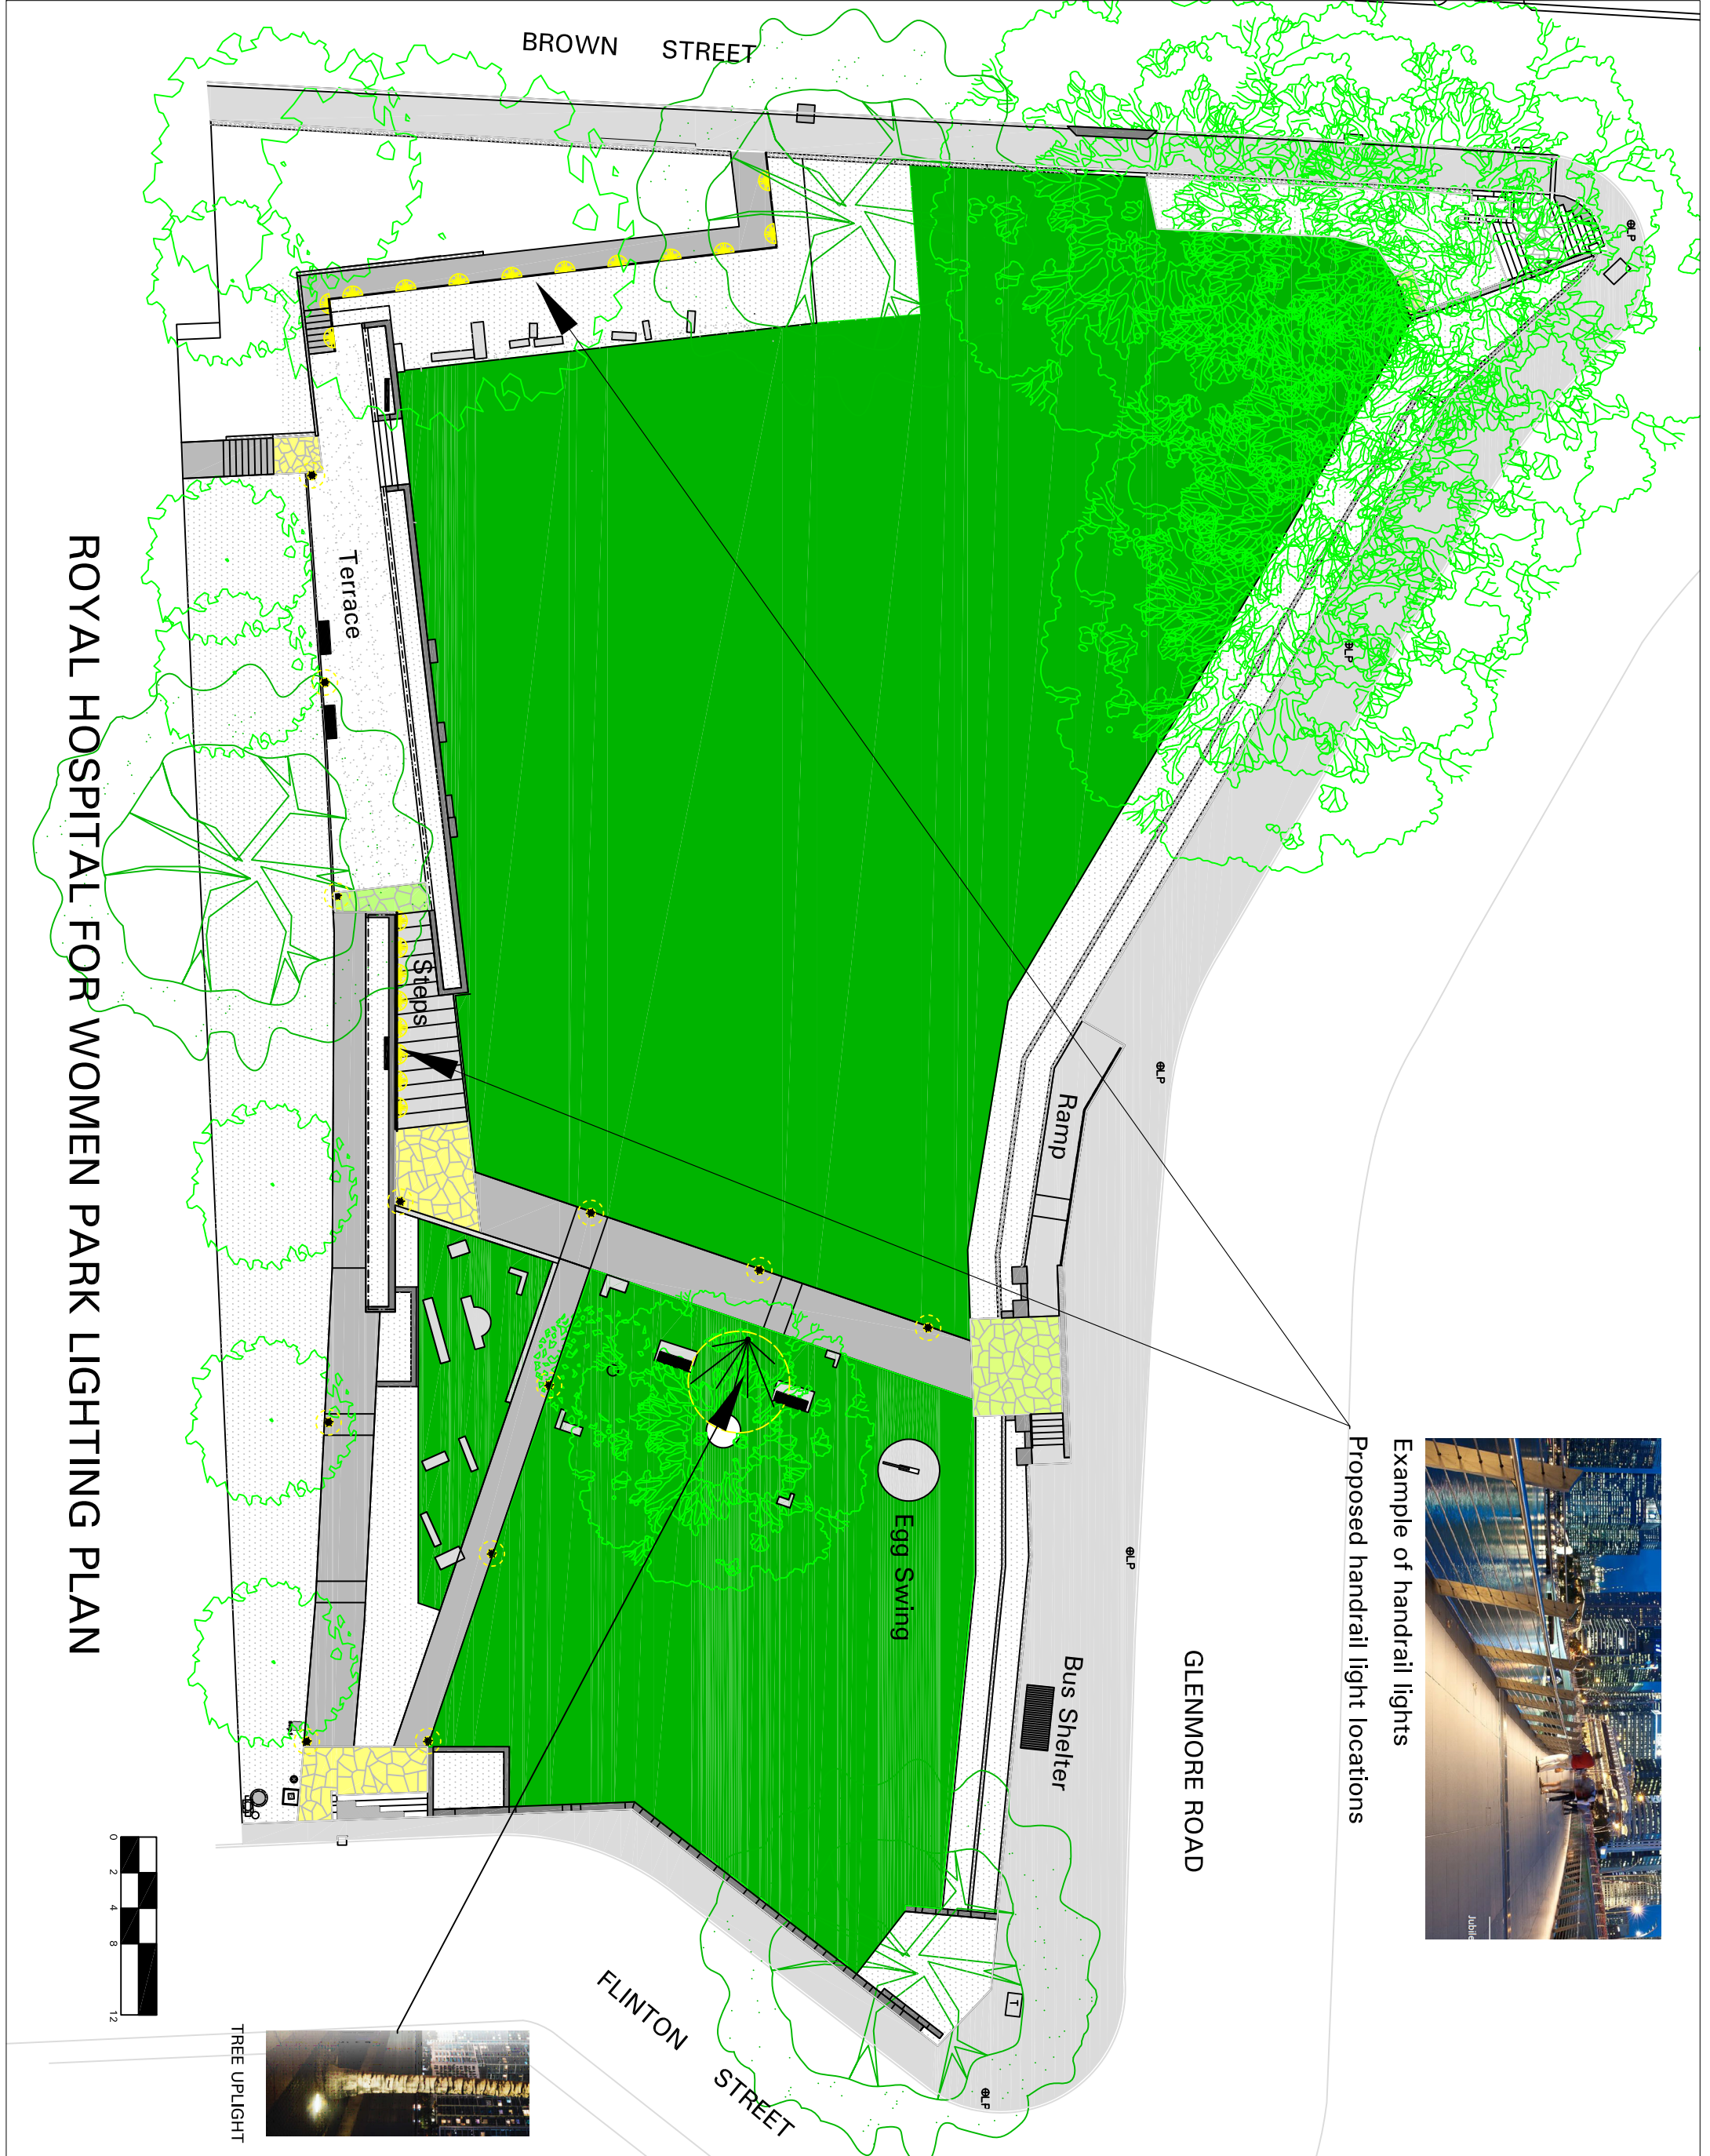 BROWN STREET
LP
LP
Terrace
Steps
LP
Ramp
ROYAL HOSPITAL FOR WOMEN PARK LIGHTING PLAN
Example of handrail lights
Proposed handrail light locations
Egg Swing
LP
Bus Shelter
GLENMORE ROAD
Jubile
T
LP
FLINTON STREET
0 2 4 8 12
TREE UPLIGHT